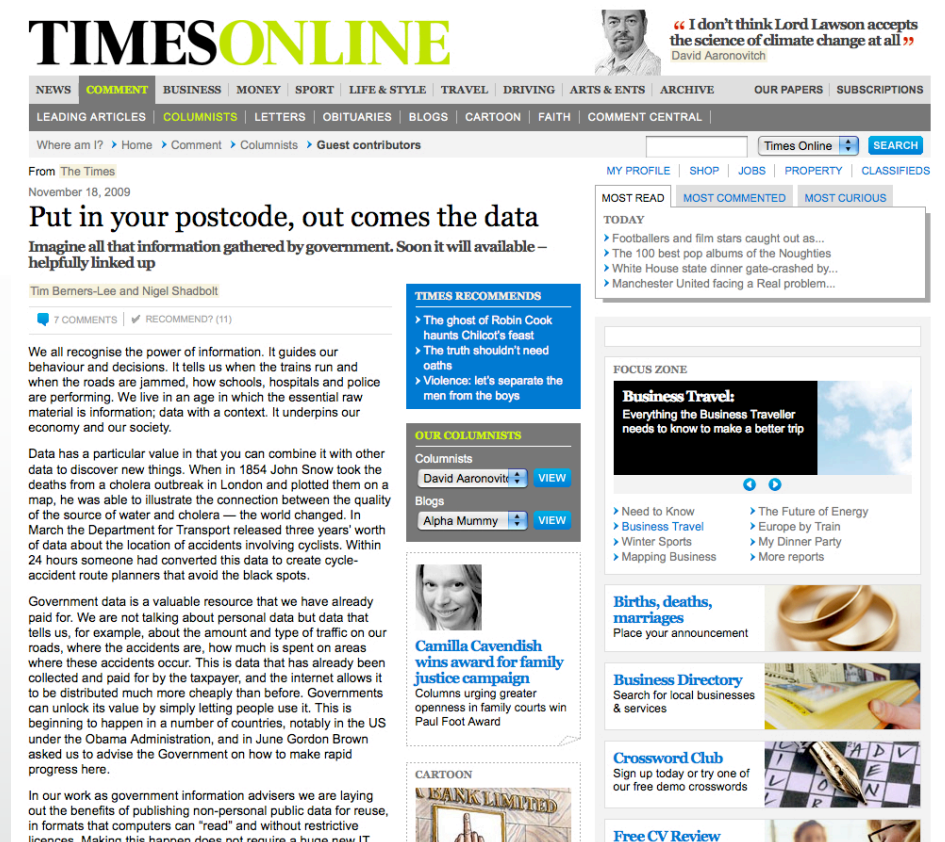 TIMESONLINE
“ I don't think Lord Lawson accepts
the science of climate change at all ”
David Aaronovitch
NEWS
COMMENT
BUSINESS
MONEY
SPORT
LIFE & STYLE
TRAVEL
DRIVING
ARTS & ENTS
ARCHIVE
OUR PAPERS
SUBSCRIPTIONS
LEADING ARTICLES
COLUMNISTS
LETTERS
OBITUARIES
BLOGS
CARTOON
FAITH
COMMENT CENTRAL
Where am I? Home Comment Columnists Guest contributors
Times Online
SEARCH
From The Times
November 18, 2009
Put in your postcode, out comes the data
Imagine all that information gathered by government. Soon it will available –
helpfully linked up
Tim Berners-Lee and Nigel Shadbolt
7 COMMENTS
RECOMMEND? (11)
We all recognise the power of information. It guides our
behaviour and decisions. It tells us when the trains run and
when the roads are jammed, how schools, hospitals and police
are performing. We live in an age in which the essential raw
material is information; data with a context. It underpins our
economy and our society.
Data has a particular value in that you can combine it with other
data to discover new things. When in 1854 John Snow took the
deaths from a cholera outbreak in London and plotted them on a
map, he was able to illustrate the connection between the quality
of the source of water and cholera — the world changed. In
March the Department for Transport released three years' worth
of data about the location of accidents involving cyclists. Within
24 hours someone had converted this data to create cycle-
accident route planners that avoid the black spots.
Government data is a valuable resource that we have already
paid for. We are not talking about personal data but data that
tells us, for example, about the amount and type of traffic on our
roads, where the accidents are, how much is spent on areas
where these accidents occur. This is data that has already been
collected and paid for by the taxpayer, and the internet allows it
to be distributed much more cheaply than before. Governments
can unlock its value by simply letting people use it. This is
beginning to happen in a number of countries, notably in the US
under the Obama Administration, and in June Gordon Brown
asked us to advise the Government on how to make rapid
progress here.
In our work as government information advisers we are laying
out the benefits of publishing non-personal public data for reuse,
in formats that computers can "read" and without restrictive
licences. Making this happen does not require a huge new IT
TIMES RECOMMENDS
The ghost of Robin Cook
haunts Chilcot's feast
The truth shouldn't need
oaths
Violence: let's separate the
men from the boys
OUR COLUMNISTS
Columnists
David Aaronovitc
VIEW
Blogs
Alpha Mummy
VIEW
Camilla Cavendish
wins award for family
justice campaign
Columns urging greater
openness in family courts win
Paul Foot Award
CARTOON
BANK LIMITED
MY PROFILE
SHOP
JOBS
PROPERTY
CLASSIFIEDS
MOST READ
MOST COMMENTED
MOST CURIOUS
TODAY
Footballers and film stars caught out as...
The 100 best pop albums of the Noughties
White House state dinner gate-crashed by...
Manchester United facing a Real problem...
FOCUS ZONE
Business Travel:
Everything the Business Traveller
needs to know to make a better trip
Need to Know
Business Travel
Winter Sports
Mapping Business
The Future of Energy
Europe by Train
My Dinner Party
More reports
Births, deaths,
marriages
Place your announcement
Business Directory
Search for local businesses
& services
Crossword Club
Sign up today or try one of
our free demo crosswords
Free CV Review